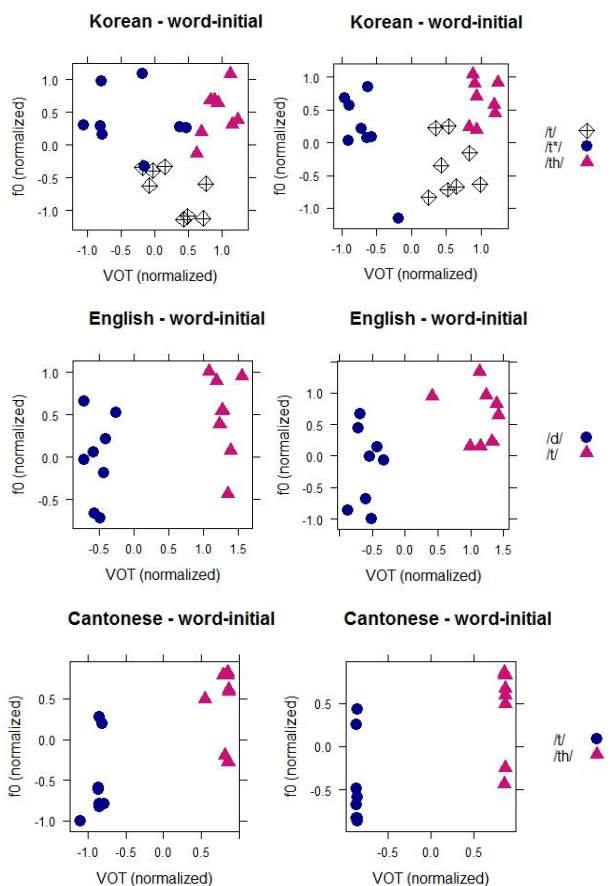 Korean - word-initial
Korean - word-initial
1.0
0.5
0.0
-0.5
-1.0
f0 (normalized)
-1.0 -0.5 0.0 0.5 1.0
VOT (normalized)
1.0
0.5
0.0
-0.5
-1.0
f0 (normalized)
-1.0 0.0 0.5 1.0
VOT (normalized)
/t/
/t*/
/th/
English - word-initial
English - word-initial
1.0
0.5
0.0
-0.5
f0 (normalized)
-0.5 0.0 0.5 1.0 1.5
VOT (normalized)
1.0
0.5
0.0
-0.5
-1.0
f0 (normalized)
-1.0 -0.5 0.0 0.5 1.0 1.5
VOT (normalized)
/d/
/t/
Cantonese - word-initial
Cantonese - word-initial
0.5
0.0
-0.5
-1.0
f0 (normalized)
-1.0 -0.5 0.0 0.5
VOT (normalized)
0.5
0.0
-0.5
f0 (normalized)
-0.5 0.0 0.5
VOT (normalized)
/t/
/th/